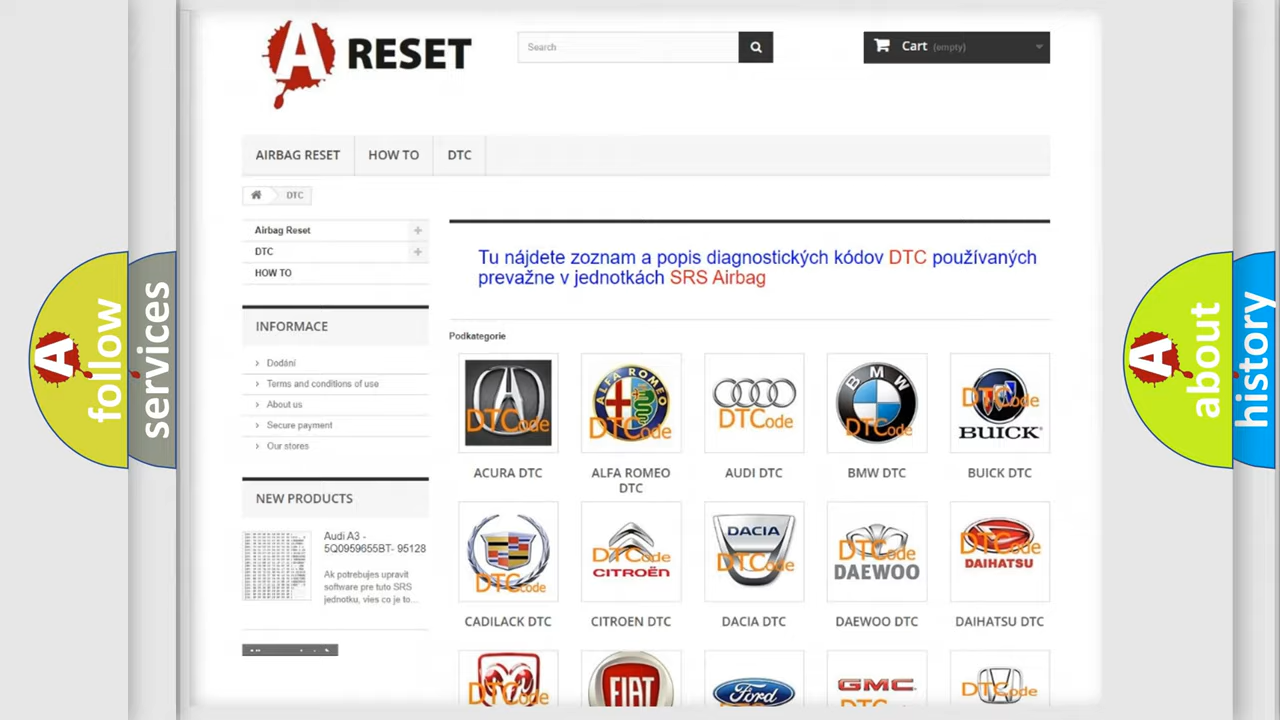 A RESET
Search
Cart (empty)
AIRBAG RESET
HOW TO
DTC
DTC
Airbag Reset
DTC
HOW TO
INFORMACE
Dodání
Terms and conditions of use
About us
Secure payment
Our stores
NEW PRODUCTS
Audi A3 -
5Q0959655BT- 95128
Ak potrebujes upravit
software pre tuto SRS
jednotku, vies co je to...
Tu nájdete zoznam a popis diagnostických kódov DTC používaných
prevažne v jednotkách SRS Airbag
Podkategorie
DTCode
ALFA ROMEO
DTCode
DTCode
BMW
DTCode
DTCode
BUICK
ACURA DTC
ALFA ROMEO
DTC
AUDI DTC
BMW DTC
BUICK DTC
DTCode
DTCode
CITROËN
DACIA
DTCode
DTCode
DAEWOO
DTCode
DAIHATSU
CADILACK DTC
CITROEN DTC
DACIA DTC
DAEWOO DTC
DAIHATSU DTC
DTCode
FIAT
Ford
GMC
DTCode
A follow
services
A about
history